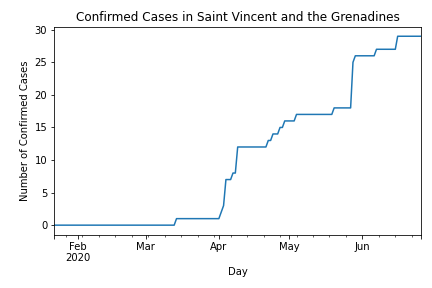 Confirmed Cases in Saint Vincent and the Grenadines
30
25
20
15
10
5
0
Number of Confirmed Cases
Feb
2020
Mar
Apr
May
Jun
Day